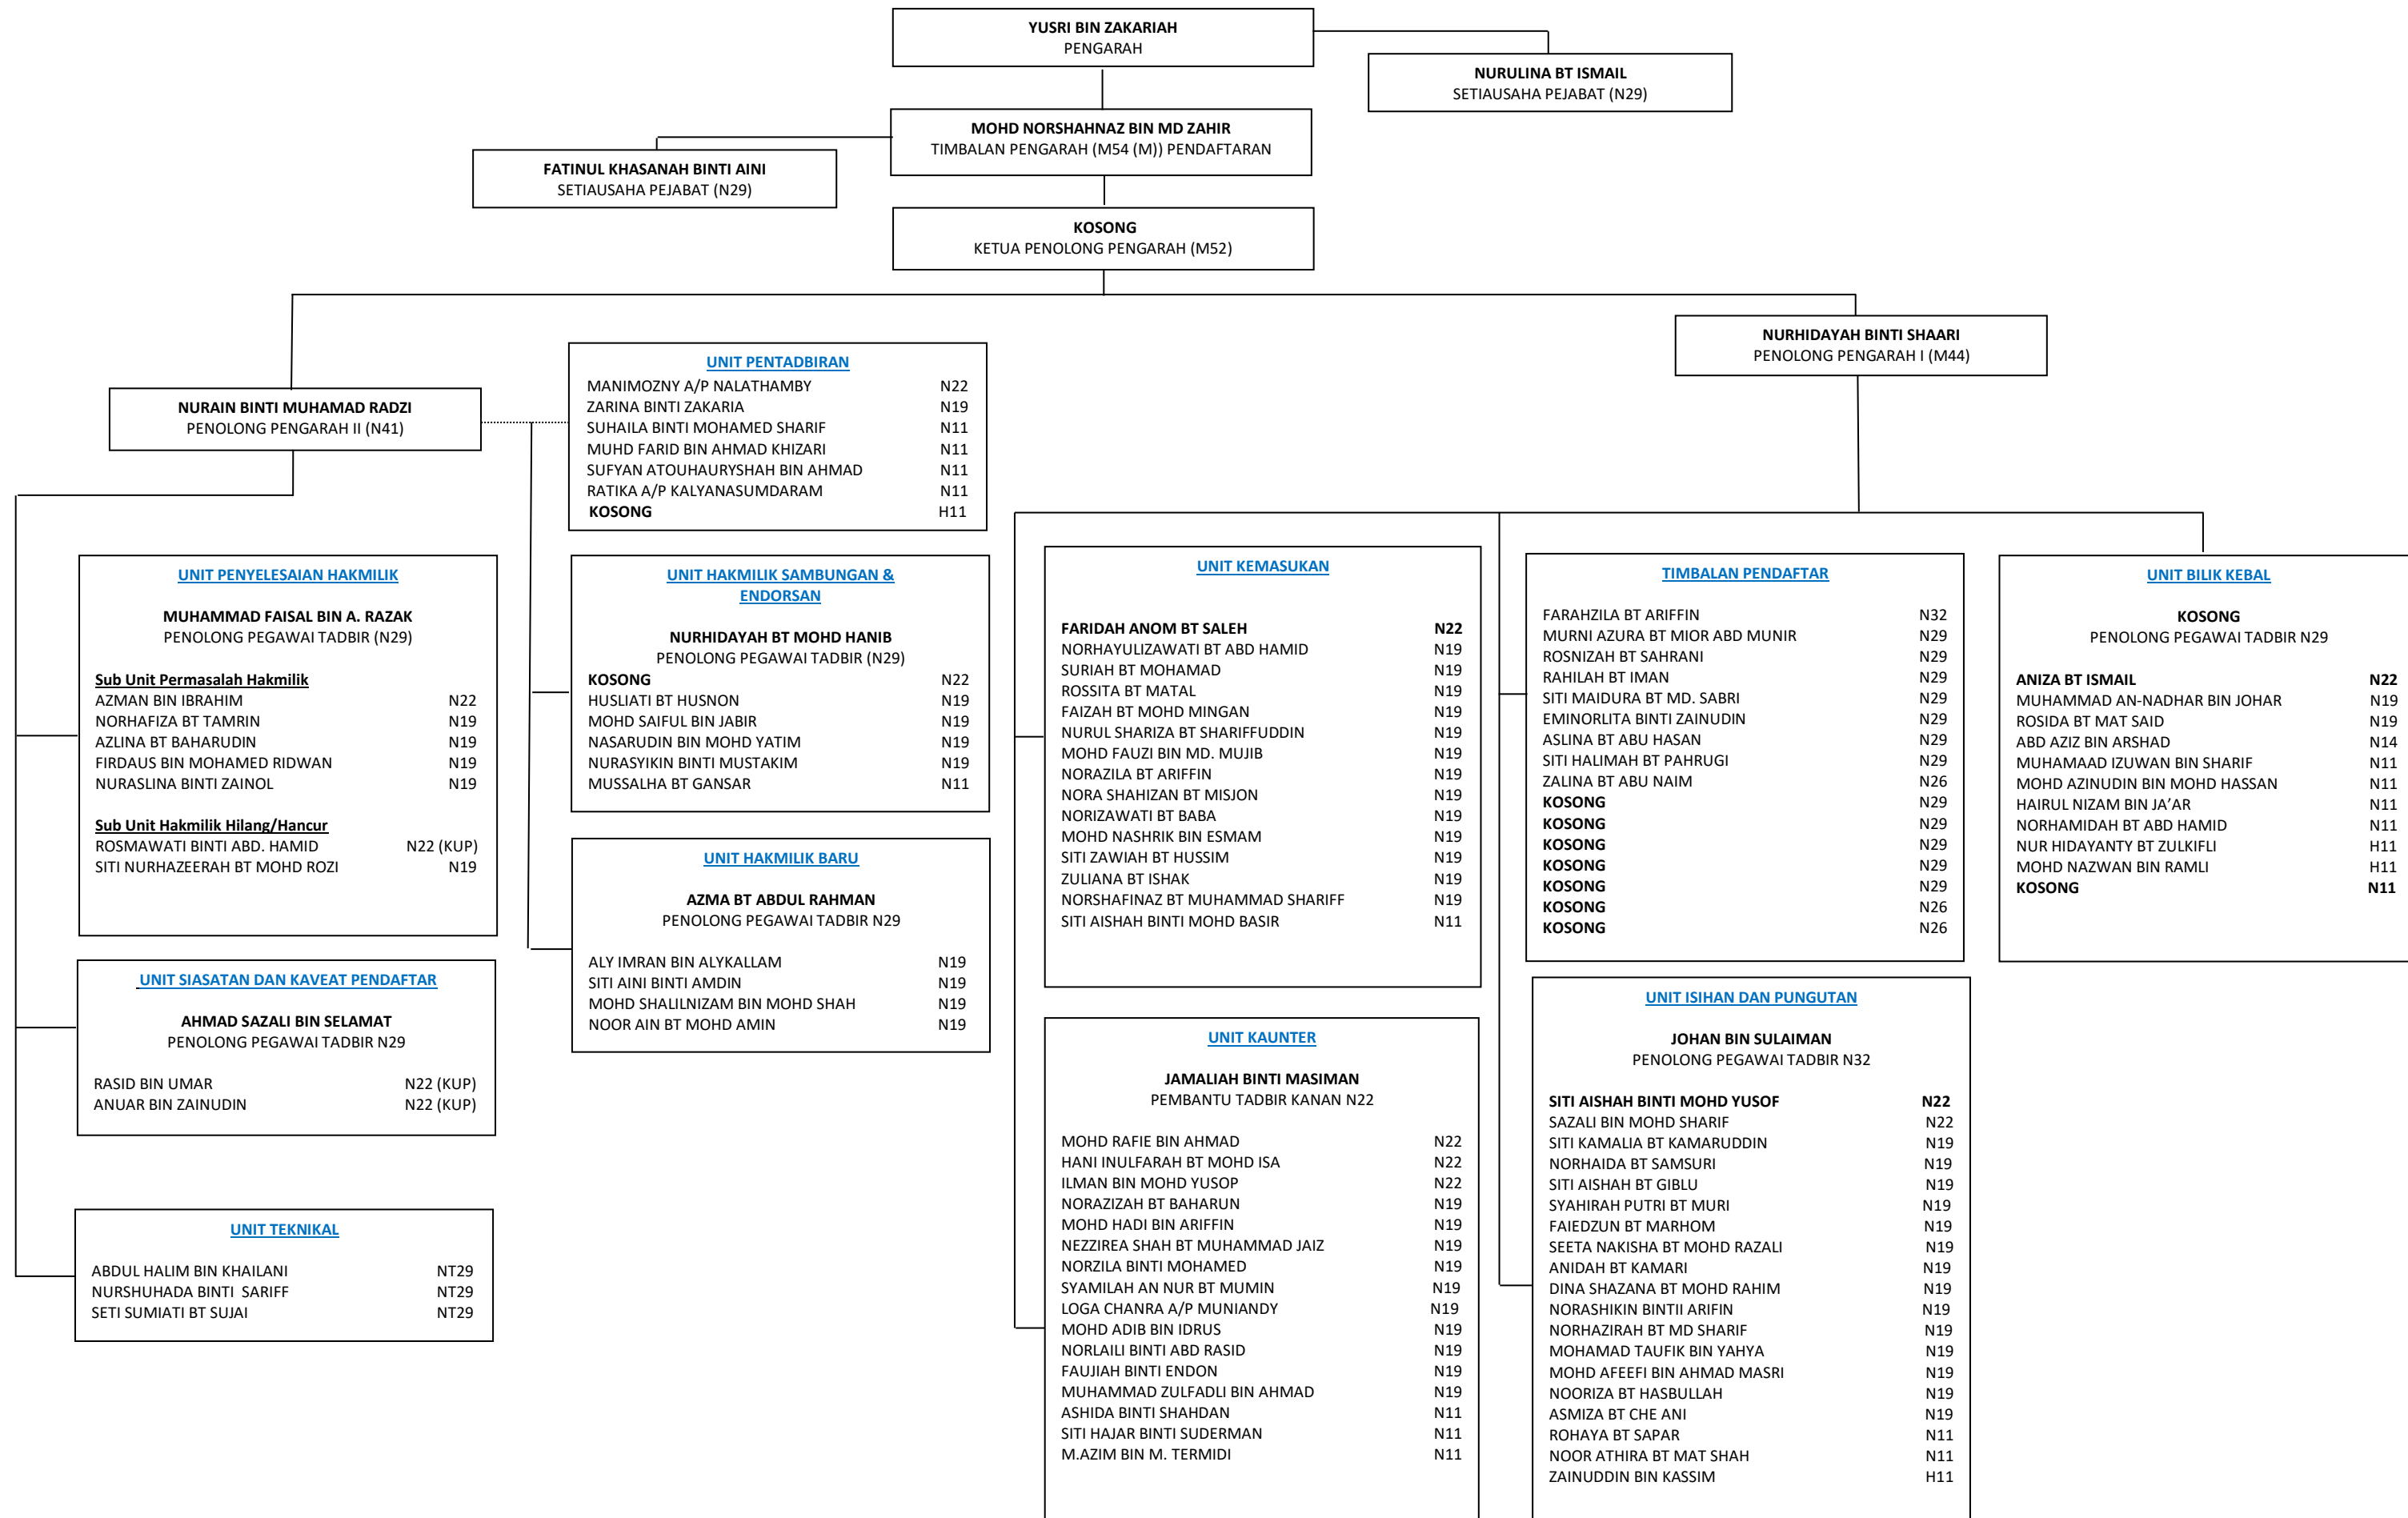 YUSRI BIN ZAKARIAH
PENGARAH
NURULINA BT ISMAIL
SETIAUSAHA PEJABAT (N29)
MOHD NORSHAHNAZ BIN MD ZAHIR
TIMBALAN PENGARAH (M54 (M)) PENDAFTARAN
FATINUL KHASANAH BINTI AINI
SETIAUSAHA PEJABAT (N29)
KOSONG
KETUA PENOLONG PENGARAH (M52)
NURHIDAYAH BINTI SHAARI
PENOLONG PENGARAH I (M44)
NURAIN BINTI MUHAMAD RADZI
PENOLONG PENGARAH II (N41)
UNIT PENTADBIRAN
MANIMOZNY A/P NALATHAMBY N22
ZARINA BINTI ZAKARIA N19
SUHAILA BINTI MOHAMED SHARIF N11
MUHD FARID BIN AHMAD KHIZARI N11
SUFYAN ATOUHAURYSHAH BIN AHMAD N11
RATIKA A/P KALYANASUMDARAM N11
KOSONG H11
UNIT PENYELESAIAN HAKMILIK
MUHAMMAD FAISAL BIN A. RAZAK
PENOLONG PEGAWAI TADBIR (N29)
Sub Unit Permasalah Hakmilik
AZMAN BIN IBRAHIM N22
NORHAFIZA BT TAMRIN N19
AZLINA BT BAHARUDIN N19
FIRDAUS BIN MOHAMED RIDWAN N19
NURASLINA BINTI ZAINOL N19
Sub Unit Hakmilik Hilang/Hancur
ROSMAWATI BINTI ABD. HAMID N22 (KUP)
SITI NURHAZEERAH BT MOHD ROZI N19
UNIT SIASATAN DAN KAVEAT PENDAFTAR
AHMAD SAZALI BIN SELAMAT
PENOLONG PEGAWAI TADBIR N29
RASID BIN UMAR N22 (KUP)
ANUAR BIN ZAINUDIN N22 (KUP)
UNIT TEKNIKAL
ABDUL HALIM BIN KHAILANI NT29
NURSHUHADA BINTI SARIFF NT29
SETI SUMIATI BT SUJAI NT29
UNIT HAKMILIK SAMBUNGAN &
ENDORSAN
NURHIDAYAH BT MOHD HANIB
PENOLONG PEGAWAI TADBIR (N29)
KOSONG N22
HUSLIATI BT HUSNON N19
MOHD SAIFUL BIN JABIR N19
NASARUDIN BIN MOHD YATIM N19
NURASYIKIN BINTI MUSTAKIM N19
MUSSALHA BT GANSAR N11
UNIT HAKMILIK BARU
AZMA BT ABDUL RAHMAN
PENOLONG PEGAWAI TADBIR N29
ALY IMRAN BIN ALYKALLAM N19
SITI AINI BINTI AMDIN N19
MOHD SHALILNIZAM BIN MOHD SHAH N19
NOOR AIN BT MOHD AMIN N19
UNIT KEMASUKAN
FARIDAH ANOM BT SALEH N22
NORHAYULIZAWATI BT ABD HAMID N19
SURIAH BT MOHAMAD N19
ROSSITA BT MATAL N19
FAIZAH BT MOHD MINGAN N19
NURUL SHARIZA BT SHARIFFUDDIN N19
MOHD FAUZI BIN MD. MUJIB N19
NORAZILA BT ARIFFIN N19
NORA SHAHIZAN BT MISJON N19
NORIZAWATI BT BABA N19
MOHD NASHRIK BIN ESMAM N19
SITI ZAWIAH BT HUSSIM N19
ZULIANA BT ISHAK N19
NORSHAFINAZ BT MUHAMMAD SHARIFF N19
SITI AISHAH BINTI MOHD BASIR N11
UNIT KAUNTER
JAMALIAH BINTI MASIMAN
PEMBANTU TADBIR KANAN N22
MOHD RAFIE BIN AHMAD N22
HANI INULFARAH BT MOHD ISA N22
ILMAN BIN MOHD YUSOP N22
NORAZIZAH BT BAHARUN N19
MOHD HADI BIN ARIFFIN N19
NEZZIREA SHAH BT MUHAMMAD JAIZ N19
NORZILA BINTI MOHAMED N19
SYAMILAH AN NUR BT MUMIN N19
LOGA CHANRA A/P MUNIANDY N19
MOHD ADIB BIN IDRUS N19
NORLAILI BINTI ABD RASID N19
FAUJIAH BINTI ENDON N19
MUHAMMAD ZULFADLI BIN AHMAD N19
ASHIDA BINTI SHAHDAN N11
SITI HAJAR BINTI SUDERMAN N11
M.AZIM BIN M. TERMIDI N11
TIMBALAN PENDAFTAR
FARAHZILA BT ARIFFIN N32
MURNI AZURA BT MIOR ABD MUNIR N29
ROSNIZAH BT SAHRANI N29
RAHILAH BT IMAN N29
SITI MAIDURA BT MD. SABRI N29
EMINORLITA BINTI ZAINUDIN N29
ASLINA BT ABU HASAN N29
SITI HALIMAH BT PAHRUGI N29
ZALINA BT ABU NAIM N26
KOSONG N29
KOSONG N29
KOSONG N29
KOSONG N29
KOSONG N29
KOSONG N26
KOSONG N26
UNIT ISIHAN DAN PUNGUTAN
JOHAN BIN SULAIMAN
PENOLONG PEGAWAI TADBIR N32
SITI AISHAH BINTI MOHD YUSOF N22
SAZALI BIN MOHD SHARIF N22
SITI KAMALIA BT KAMARUDDIN N19
NORHAIDA BT SAMSURI N19
SITI AISHAH BT GIBLU N19
SYAHIRAH PUTRI BT MURI N19
FAIEDZUN BT MARHOM N19
SEETA NAKISHA BT MOHD RAZALI N19
ANIDAH BT KAMARI N19
DINA SHAZANA BT MOHD RAHIM N19
NORASHIKIN BINTII ARIFIN N19
NORHAZIRAH BT MD SHARIF N19
MOHAMAD TAUFIK BIN YAHYA N19
MOHD AFEEFI BIN AHMAD MASRI N19
NOORIZA BT HASBULLAH N19
ASMIZA BT CHE ANI N19
ROHAYA BT SAPAR N11
NOOR ATHIRA BT MAT SHAH N11
ZAINUDDIN BIN KASSIM H11
UNIT BILIK KEBAL
KOSONG
PENOLONG PEGAWAI TADBIR N29
ANIZA BT ISMAIL N22
MUHAMMAD AN-NADHAR BIN JOHAR N19
ROSIDA BT MAT SAID N19
ABD AZIZ BIN ARSHAD N14
MUHAMAAD IZUWAN BIN SHARIF N11
MOHD AZINUDIN BIN MOHD HASSAN N11
HAIRUL NIZAM BIN JA’AR N11
NORHAMIDAH BT ABD HAMID N11
NUR HIDAYANTY BT ZULKIFLI H11
MOHD NAZWAN BIN RAMLI H11
KOSONG N11